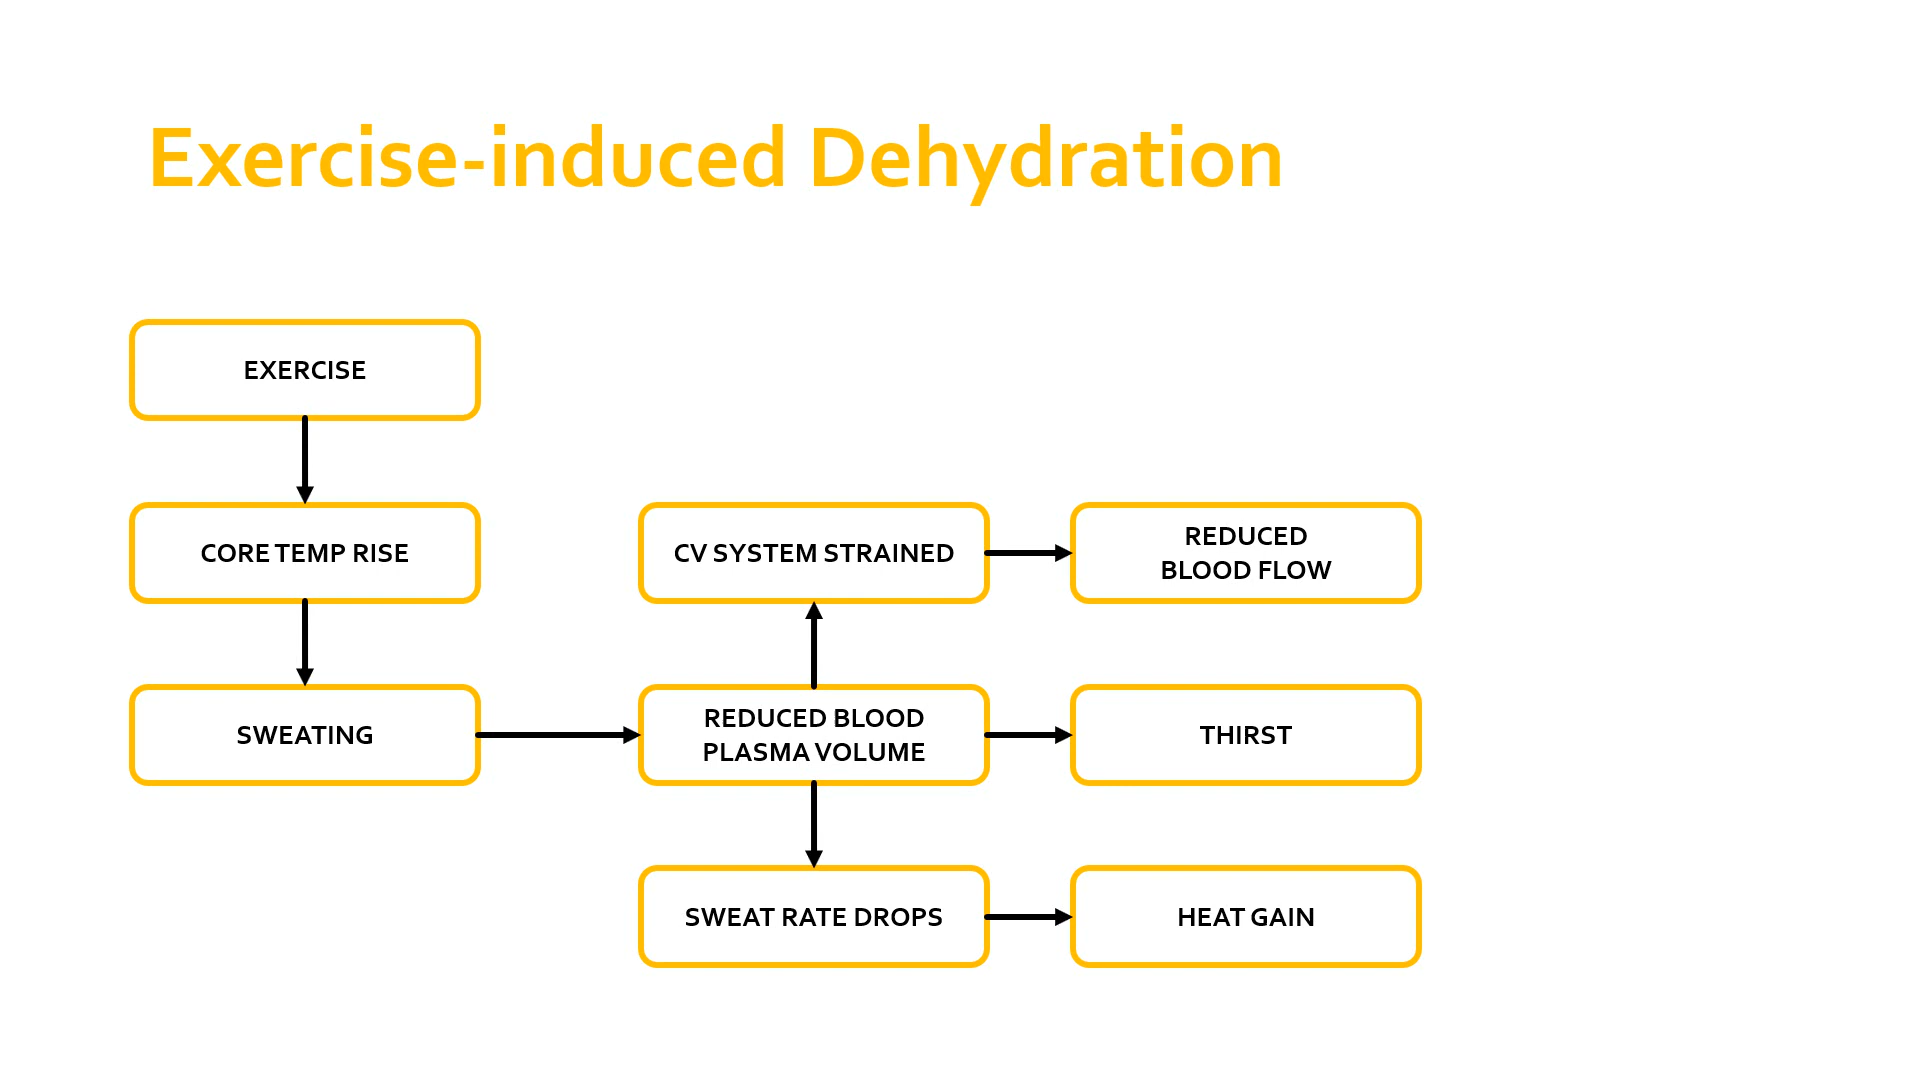 Exercise-induced Dehydration
EXERCISE
CORE TEMP RISE
CV SYSTEM STRAINED
REDUCED
BLOOD FLOW
SWEATING
REDUCED BLOOD
PLASMA VOLUME
THIRST
SWEAT RATE DROPS
HEAT GAIN